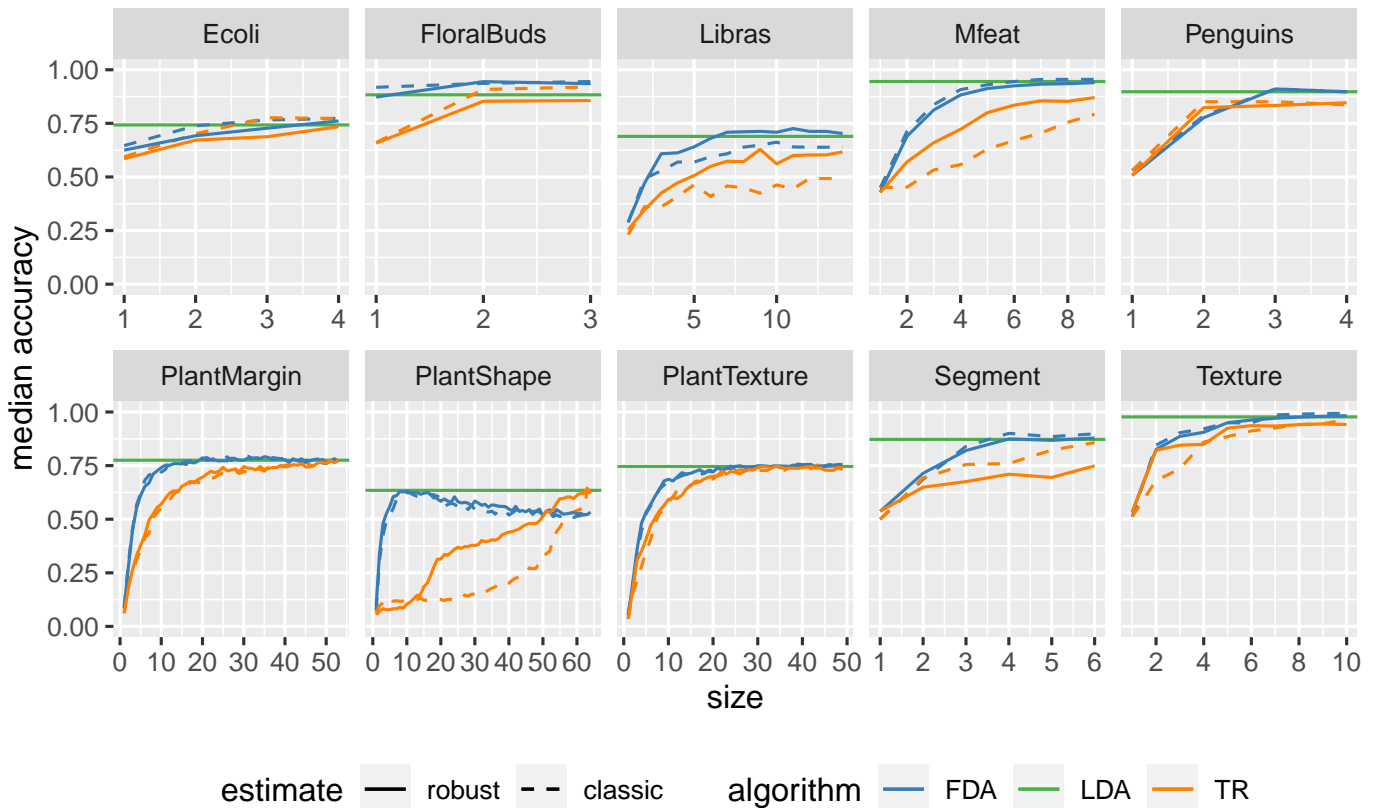 Ecoli FloralBuds Libras Mfeat Penguins
1.00
0.75
0.50
0.25
0.00
1 2 3 4 1 2 3 5 10 2 4 6 8 1 2 3 4
PlantMargin PlantShape PlantTexture Segment Texture
1.00
0.75
0.50
0.25
0.00
0 10 20 30 40 50 0 10 20 30 40 50 60 0 10 20 30 40 50 1 2 3 4 5 6 2 4 6 8 10
median accuracy
size
estimate robust classic algorithm FDA LDA TR